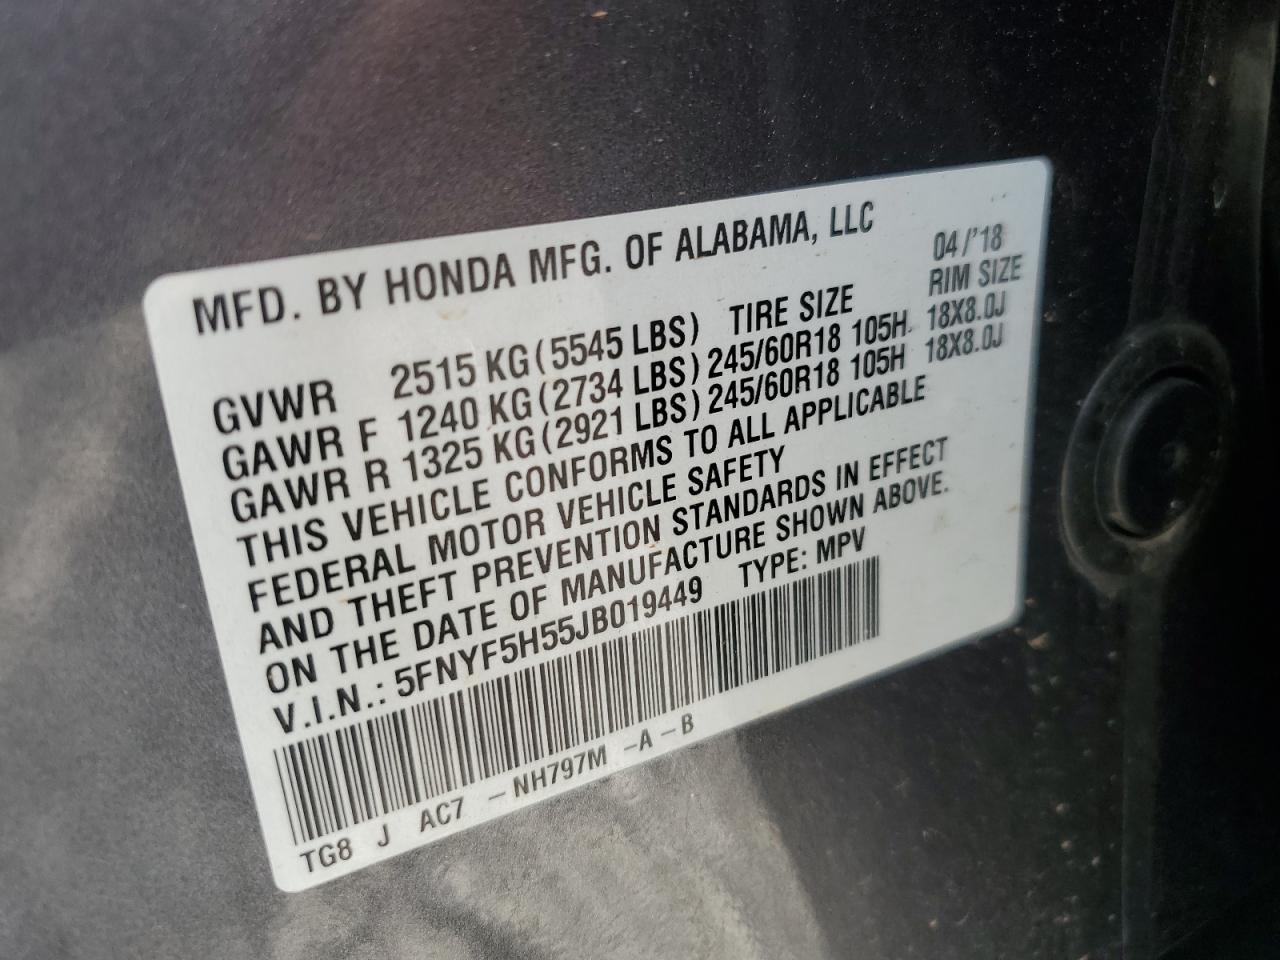 MFD. BY HONDA MFG. OF ALABAMA, LLC 04/'18
GVWR 2515 KG (5545 LBS) TIRE SIZE RIM SIZE
GAWR F 1240 KG (2734 LBS) 245/60R18 105H 18X8.0J
GAWR R 1325 KG (2921 LBS) 245/60R18 105H 18X8.0J
THIS VEHICLE CONFORMS TO ALL APPLICABLE
FEDERAL MOTOR VEHICLE SAFETY
AND THEFT PREVENTION STANDARDS IN EFFECT
ON THE DATE OF MANUFACTURE SHOWN ABOVE.
V.I.N.: 5FNYF5H55JB019449 TYPE: MPV
TG8 J AC7 -NH797M -A -B